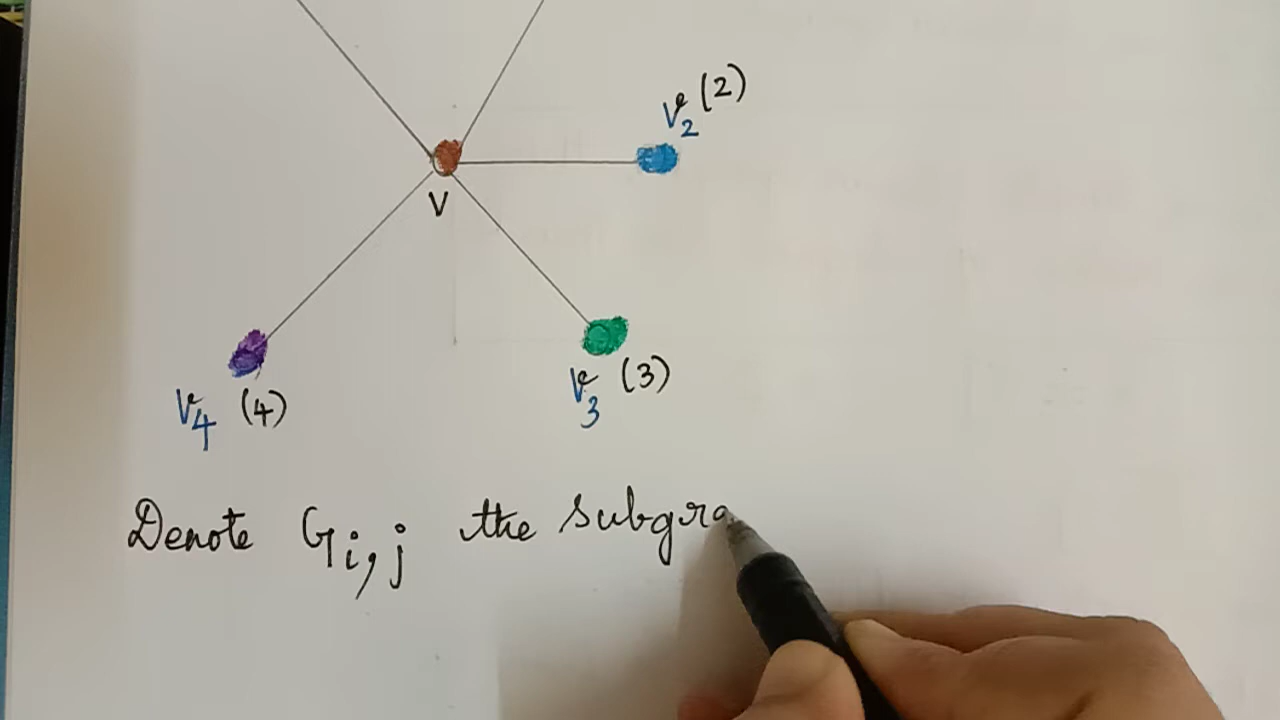 V₂ (2)
V
V₃ (3)
V₄ (4)
Denote Gᵢ,ⱼ the subgra